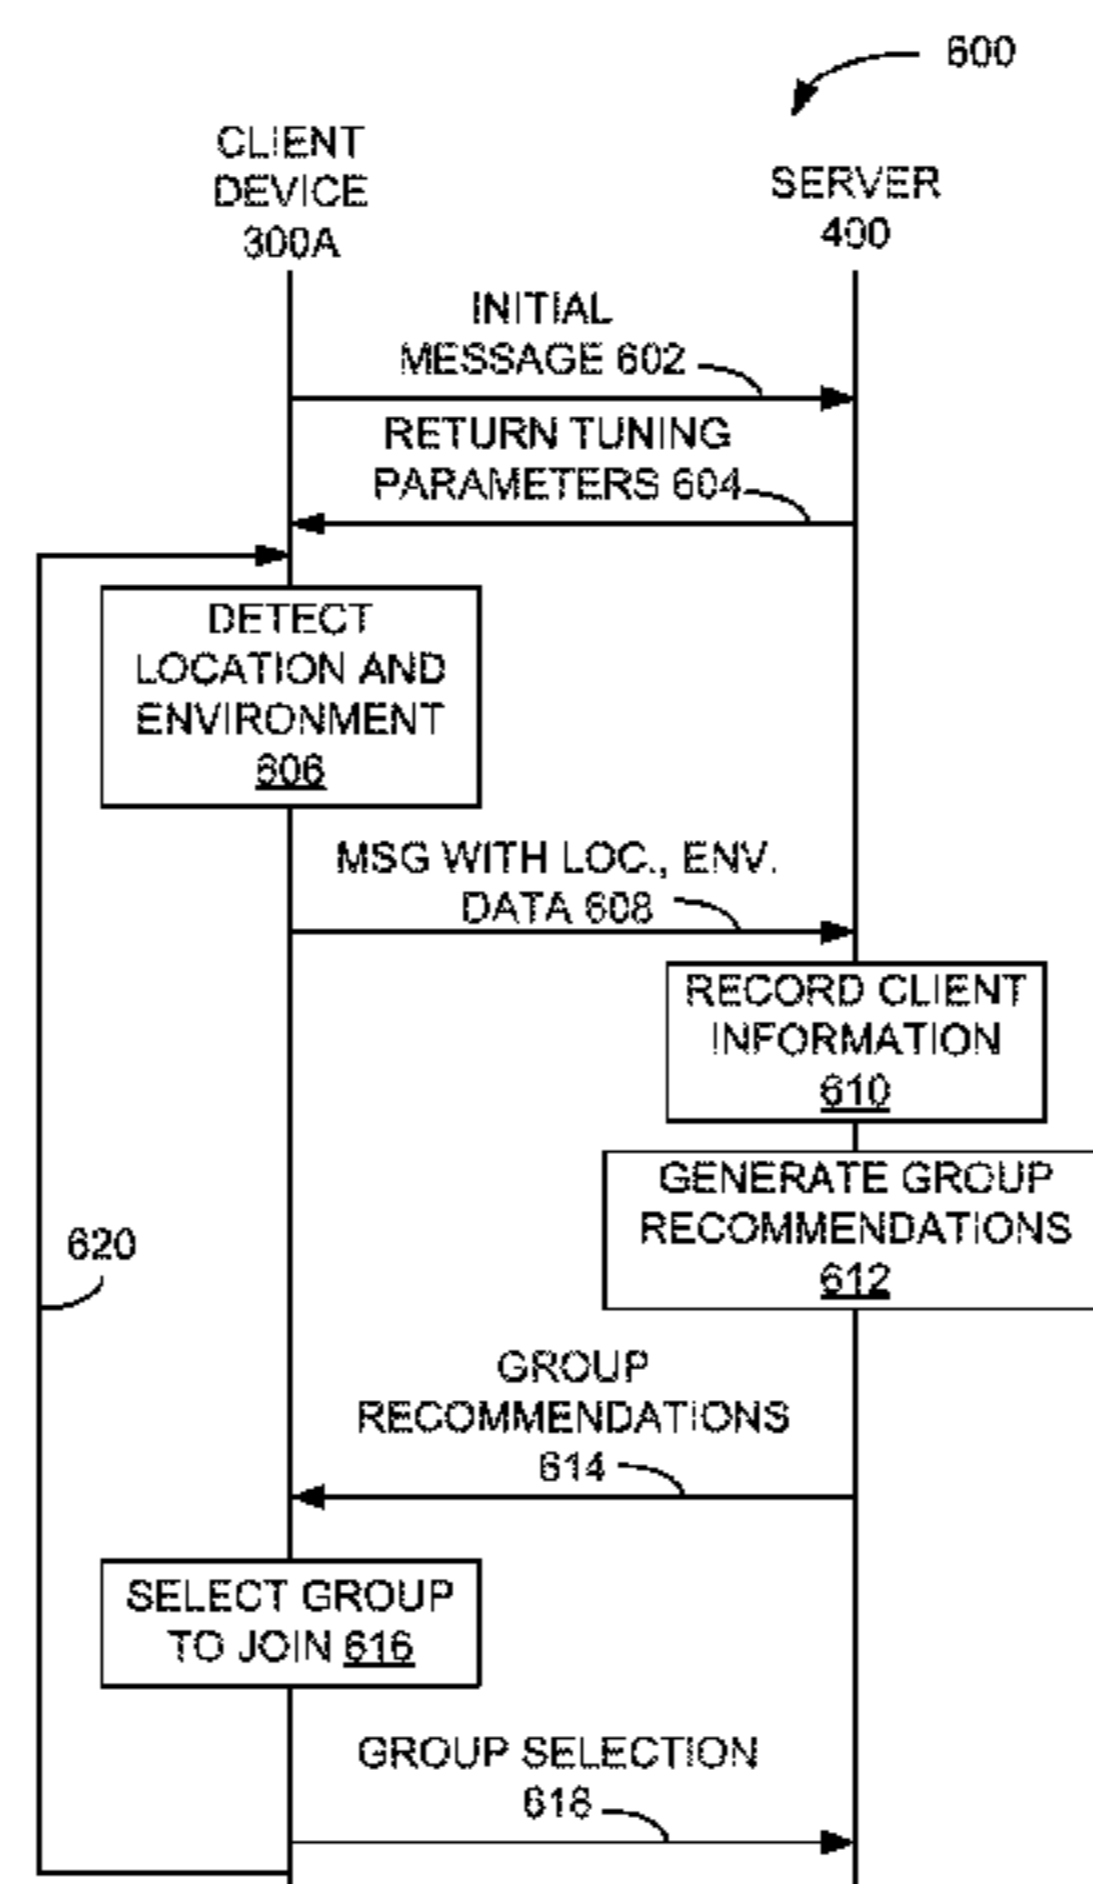 600
CLIENT
DEVICE
300A
SERVER
400
INITIAL
MESSAGE 602
RETURN TUNING
PARAMETERS 604
DETECT
LOCATION AND
ENVIRONMENT
606
MSG WITH LOC., ENV.
DATA 608
RECORD CLIENT
INFORMATION
610
GENERATE GROUP
RECOMMENDATIONS
612
620
GROUP
RECOMMENDATIONS
614
SELECT GROUP
TO JOIN 616
GROUP SELECTION
618